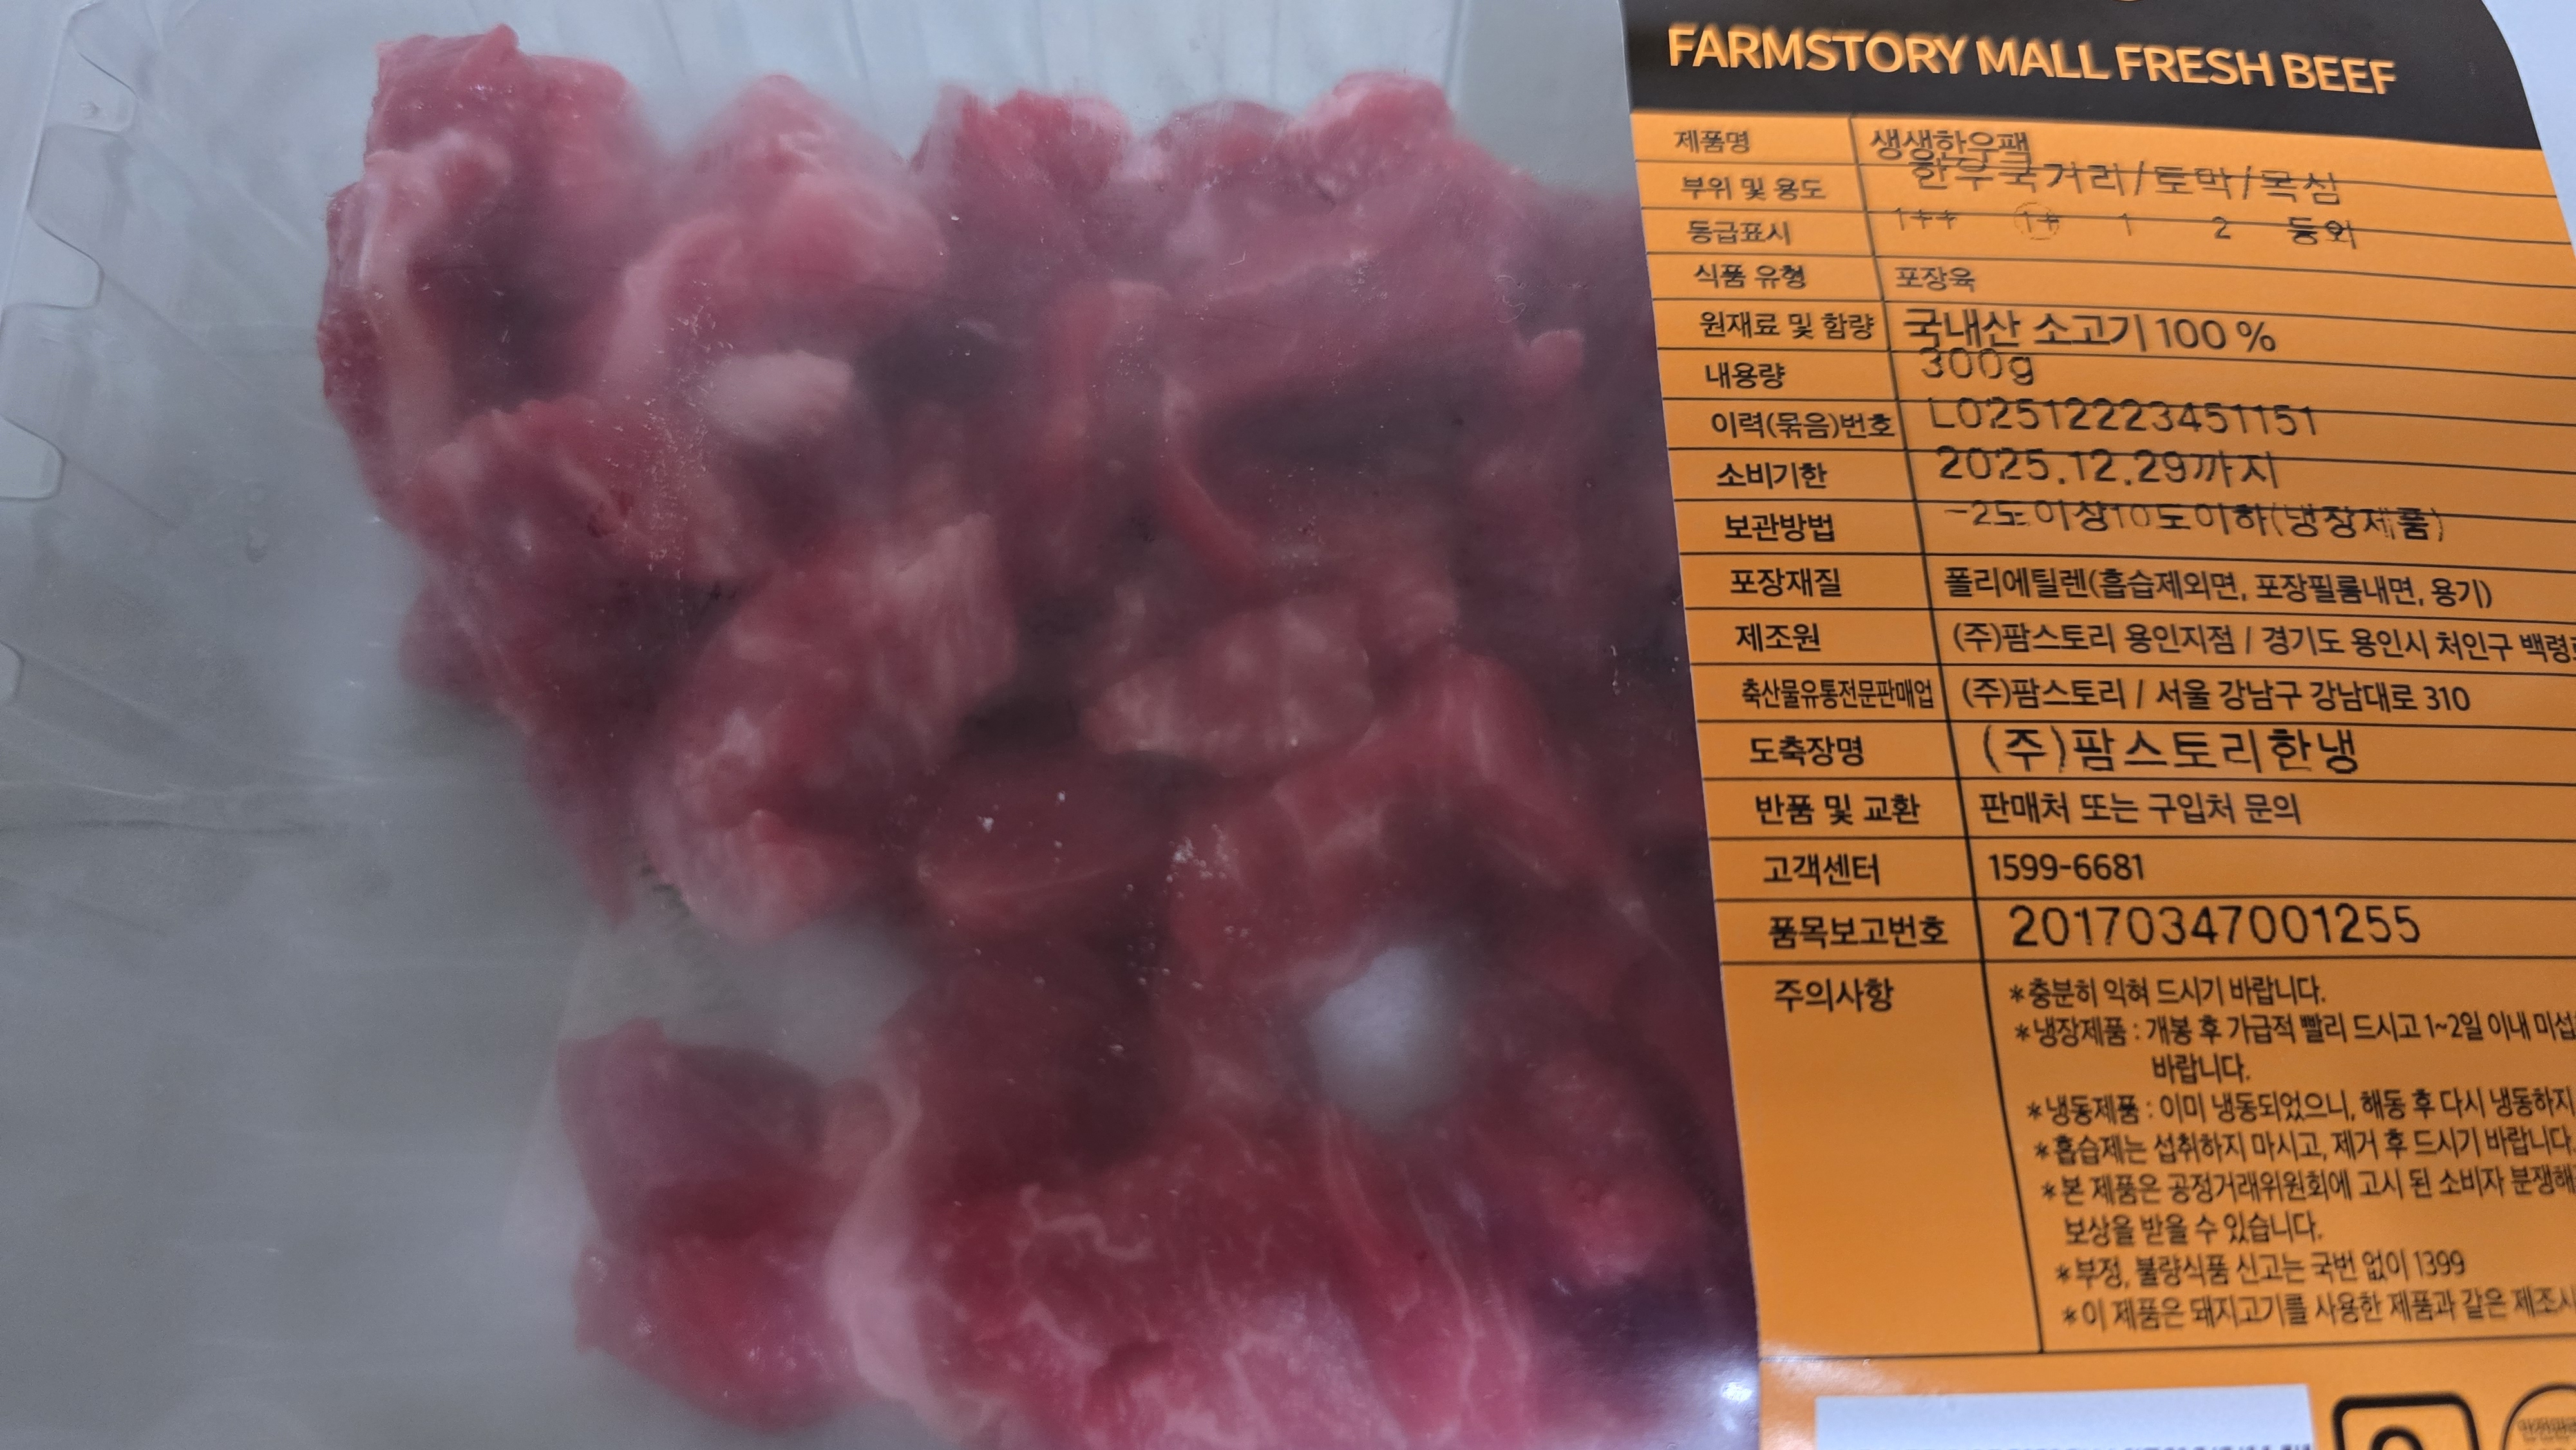 FARMSTORY MALL FRESH BEEF
제품명 생생한우팩
부위 및 용도 한우국거리/토막/목심
등급표시 1++ 1+ 1 2 등외
식품 유형 포장육
원재료 및 함량 국내산 소고기 100 %
내용량 300g
이력(묶음)번호 L02512223451151
소비기한 2025.12.29까지
보관방법 -2도이상10도이하(냉장제품)
포장재질 폴리에틸렌(흡습제외면, 포장필름내면, 용기)
제조원 (주)팜스토리 용인지점 / 경기도 용인시 처인구 백령
축산물유통전문판매업 (주)팜스토리 / 서울 강남구 강남대로 310
도축장명 (주)팜스토리한냉
반품 및 교환 판매처 또는 구입처 문의
고객센터 1599-6681
품목보고번호 20170347001255
주의사항 *충분히 익혀 드시기 바랍니다.
*냉장제품 : 개봉 후 가급적 빨리 드시고 1~2일 이내 미섭
바랍니다.
*냉동제품 : 이미 냉동되었으니, 해동 후 다시 냉동하지
*흡습제는 섭취하지 마시고, 제거 후 드시기 바랍니다.
*본 제품은 공정거래위원회에 고시 된 소비자 분쟁해
보상을 받을 수 있습니다.
*부정, 불량식품 신고는 국번 없이 1399
*이 제품은 돼지고기를 사용한 제품과 같은 제조시